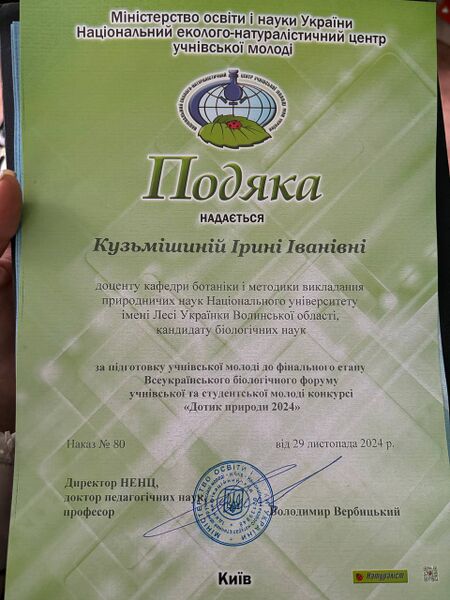 Міністерство освіти і науки України
Національний еколого-натуралістичний центр
учнівської молоді
Подяка
НАДАЄТЬСЯ
Кузьмішиній Ірині Іванівні
доценту кафедри ботаніки і методики викладання
природничих наук Національного університету
імені Лесі Українки Волинської області,
кандидату біологічних наук
за підготовку учнівської молоді до фінального етапу
Всеукраїнського біологічного форуму
учнівської та студентської молоді конкурсі
«Дотик природи 2024»
Наказ № 80 від 29 листопада 2024 р.
Директор НЕНЦ,
доктор педагогічних наук,
професор Володимир Вербицький
Київ
Натураліст